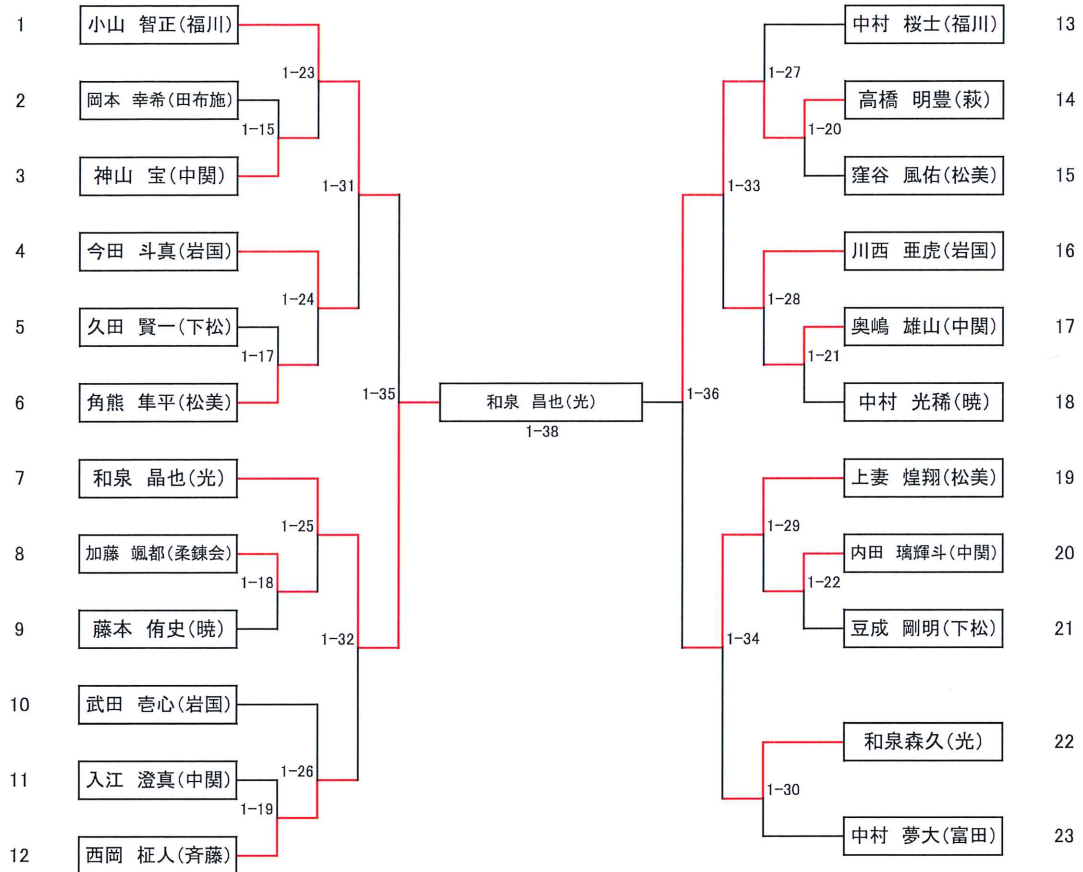 1 小山 智正(福川)
2 岡本 幸希(田布施)
3 神山 宝(中関)
4 今田 斗真(岩国)
5 久田 賢一(下松)
6 角熊 隼平(松美)
7 和泉 晶也(光)
8 加藤 颯都(柔錬会)
9 藤本 侑史(暁)
10 武田 壱心(岩国)
11 入江 澄真(中関)
12 西岡 柾人(斉藤)
1-15
1-17
1-18
1-19
1-23
1-24
1-25
1-26
1-31
1-32
1-35
和泉 昌也(光)
1-38
1-36
1-33
1-34
1-27
1-28
1-29
1-30
1-20
1-21
1-22
中村 桜士(福川) 13
高橋 明豊(萩) 14
窪谷 風佑(松美) 15
川西 亜虎(岩国) 16
奥嶋 雄山(中関) 17
中村 光稀(暁) 18
上妻 煌翔(松美) 19
内田 璃輝斗(中関) 20
豆成 剛明(下松) 21
和泉森久(光) 22
中村 夢大(富田) 23